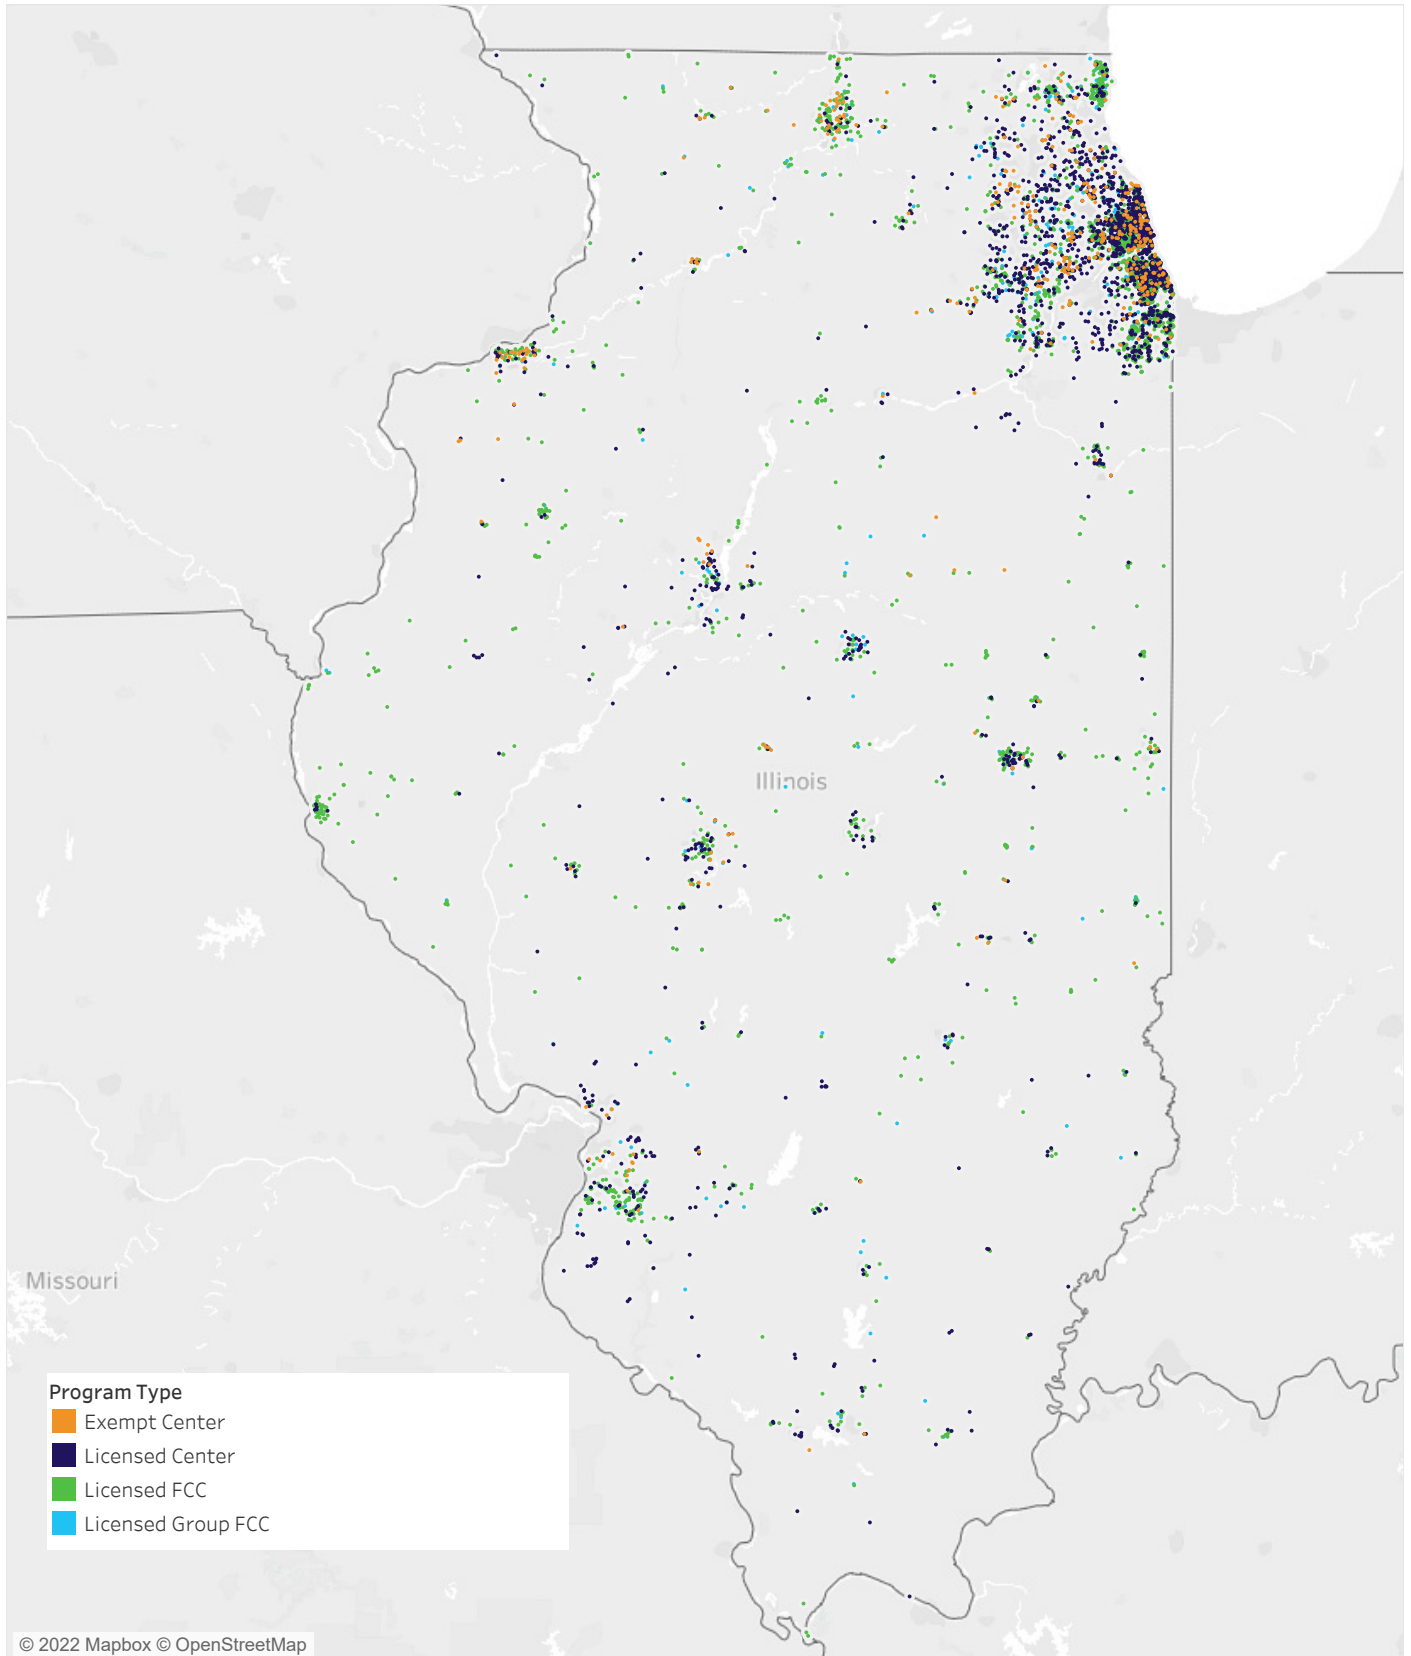 Illinois
Missouri
Program Type
Exempt Center
Licensed Center
Licensed FCC
Licensed Group FCC
© 2022 Mapbox © OpenStreetMap